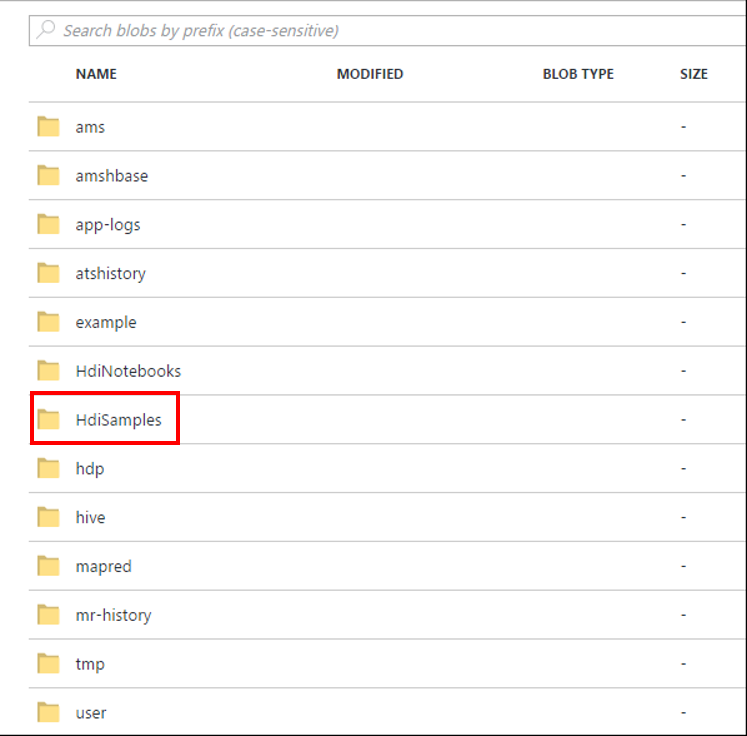 Search blobs by prefix (case-sensitive)
NAME MODIFIED BLOB TYPE SIZE
ams -
amshbase -
app-logs -
atshistory -
example -
HdiNotebooks -
HdiSamples -
hdp -
hive -
mapred -
mr-history -
tmp -
user -